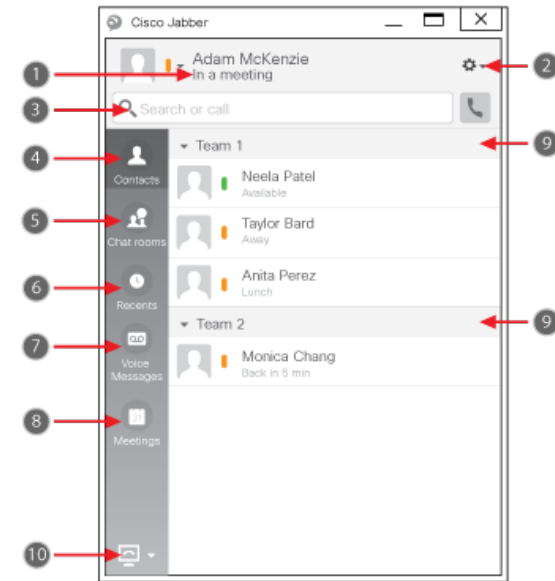 Cisco Jabber
1
Adam McKenzie
In a meeting
2
3
Search or call
4
Contacts
Team 1
9
Neela Patel
Available
5
Chat rooms
Taylor Bard
Away
6
Recents
Anita Perez
Lunch
7
Voice
Messages
Team 2
9
Monica Chang
Back in 5 min
8
31
Meetings
10